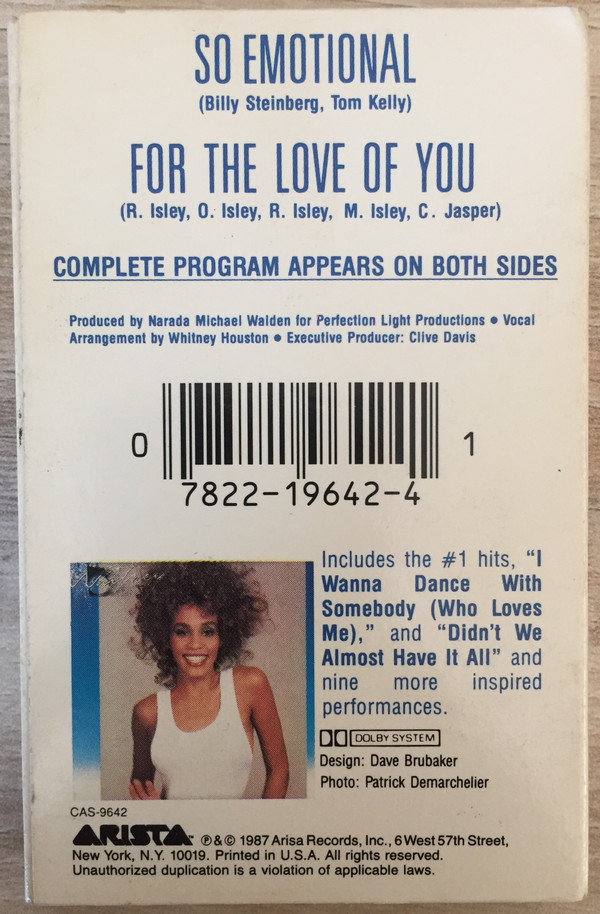 SO EMOTIONAL
(Billy Steinberg, Tom Kelly)
FOR THE LOVE OF YOU
(R. Isley, O. Isley, R. Isley, M. Isley, C. Jasper)
COMPLETE PROGRAM APPEARS ON BOTH SIDES
Produced by Narada Michael Walden for Perfection Light Productions ● Vocal
Arrangement by Whitney Houston ● Executive Producer: Clive Davis
0 1
7822-19642-4
Includes the #1 hits, “I
Wanna Dance With
Somebody (Who Loves
Me),” and “Didn’t We
Almost Have It All” and
nine more inspired
performances.
DOLBY SYSTEM
Design: Dave Brubaker
Photo: Patrick Demarchelier
CAS-9642
ARISTA ℗&© 1987 Arisa Records, Inc., 6 West 57th Street,
New York, N.Y. 10019. Printed in U.S.A. All rights reserved.
Unauthorized duplication is a violation of applicable laws.